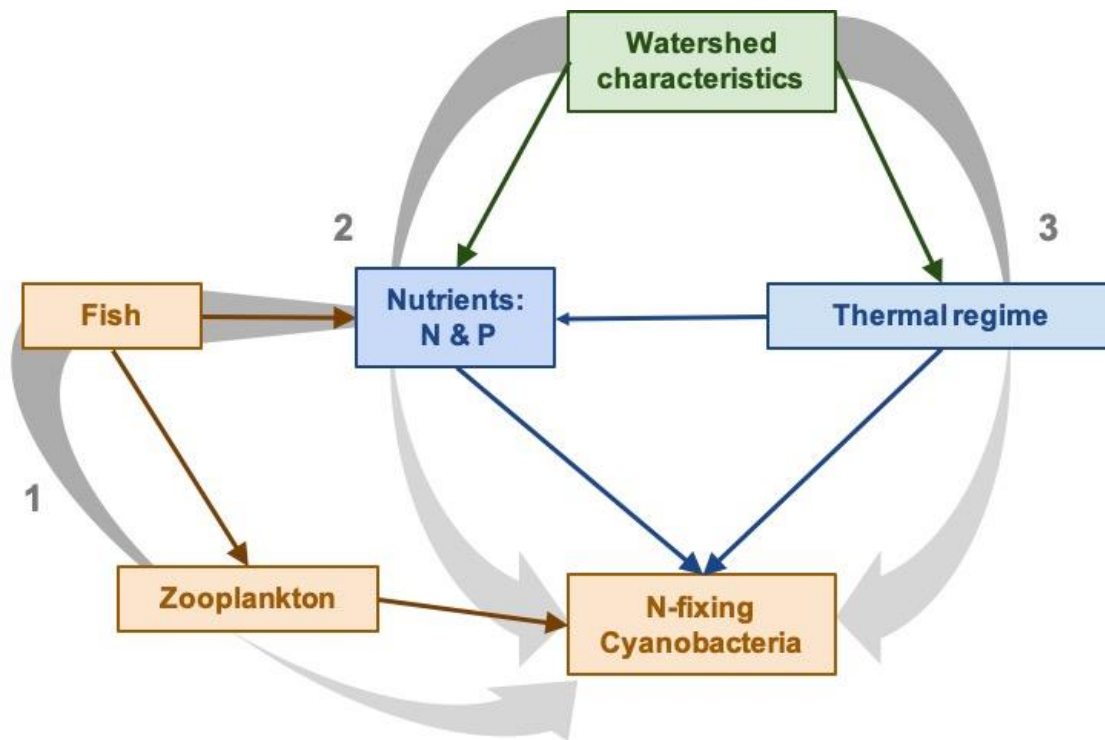 Watershed
characteristics
2
3
Fish
Nutrients:
N & P
Thermal regime
1
Zooplankton
N-fixing
Cyanobacteria